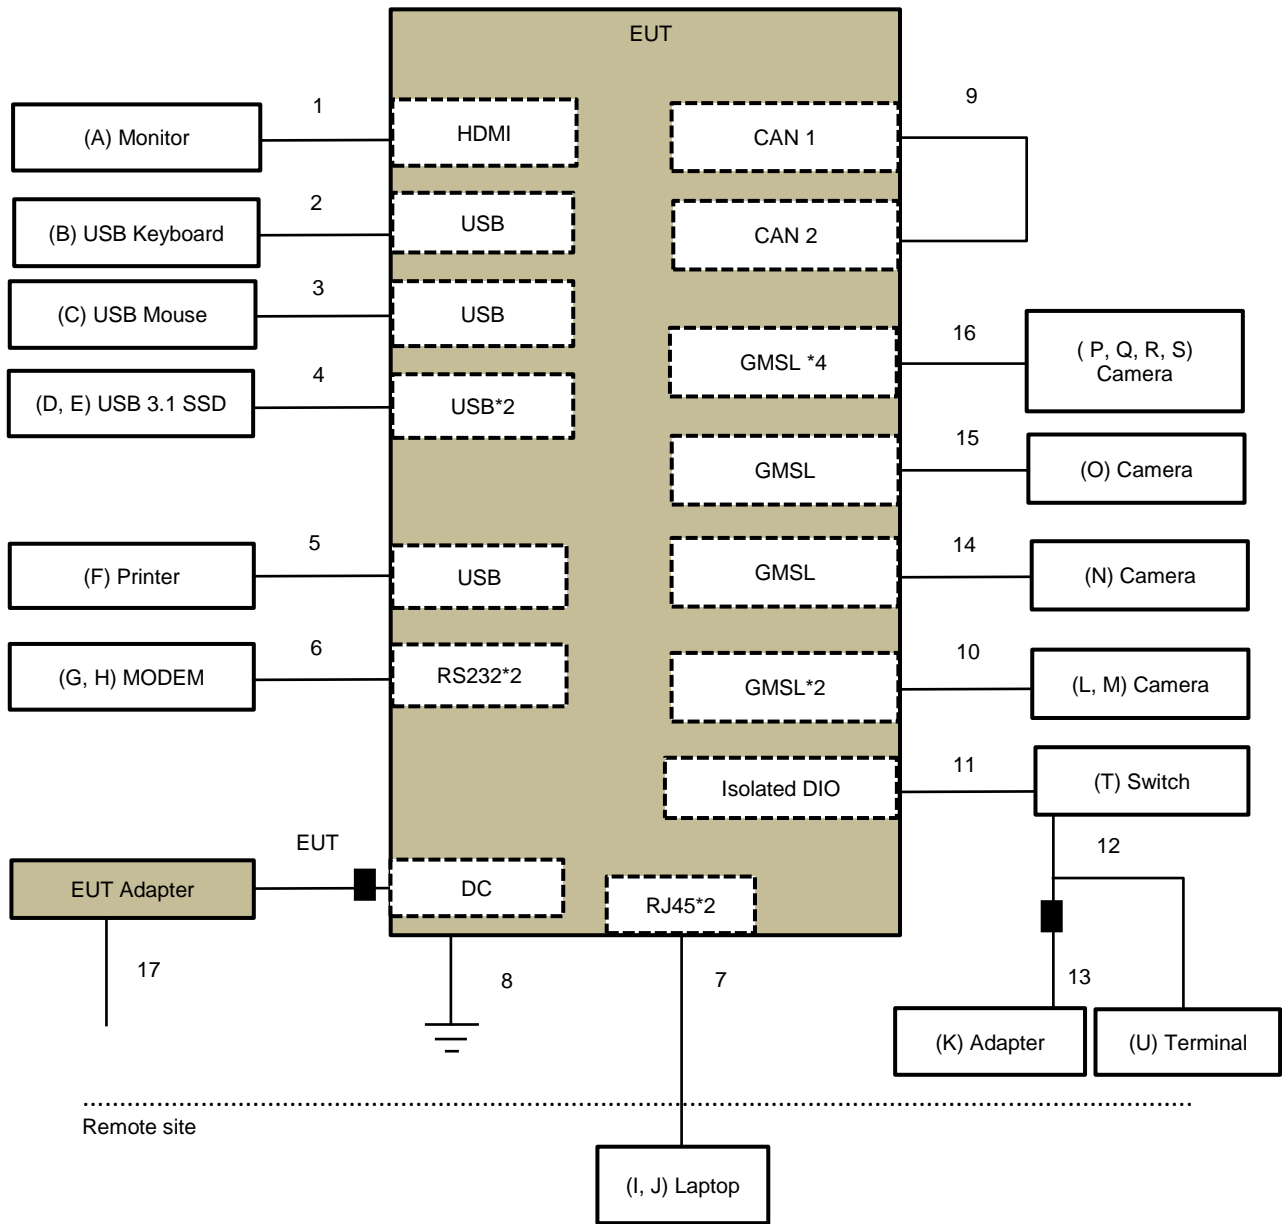 EUT
1
9
(A) Monitor
HDMI
CAN 1
2
(B) USB Keyboard
USB
CAN 2
3
(C) USB Mouse
USB
16
GMSL *4
( P, Q, R, S)
Camera
4
(D, E) USB 3.1 SSD
USB*2
15
GMSL
(O) Camera
5
14
(F) Printer
USB
GMSL
(N) Camera
6
10
(G, H) MODEM
RS232*2
GMSL*2
(L, M) Camera
11
Isolated DIO
(T) Switch
EUT
12
EUT Adapter
DC
RJ45*2
17
8
7
13
(K) Adapter
(U) Terminal
Remote site
(I, J) Laptop